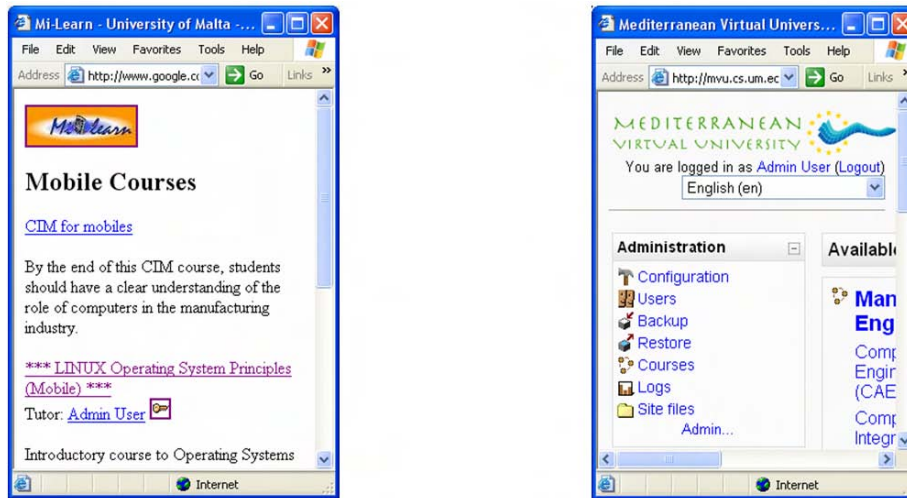 Mi-Learn - University of Malta -...
File Edit View Favorites Tools Help
Address http://www.google.co Go Links »
Mi-learn
Mobile Courses
CIM for mobiles
By the end of this CIM course, students
should have a clear understanding of the
role of computers in the manufacturing
industry.
*** LINUX Operating System Principles
(Mobile) ***
Tutor: Admin User
Introductory course to Operating Systems
Internet
Mediterranean Virtual Univers...
File Edit View Favorites Tools Help
Address http://mvu.cs.um.ec Go Links »
MEDITERRANEAN
VIRTUAL UNIVERSITY
You are logged in as Admin User (Logout)
English (en)
Administration
Configuration
Users
Backup
Restore
Courses
Logs
Site files
Admin...
Availabl
Man
Eng
Comp
Engir
(CAE
Comp
Integr
Internet